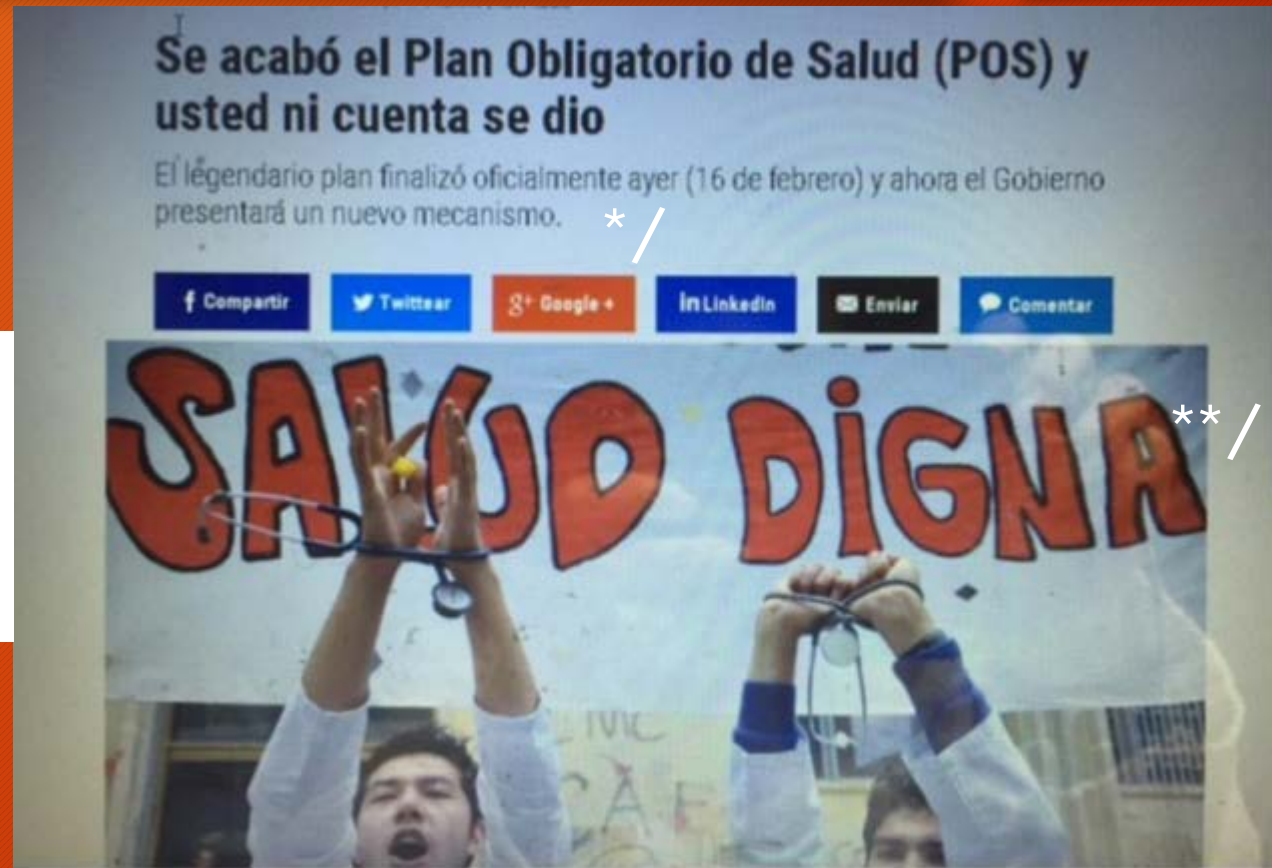 Se acabó el Plan Obligatorio de Salud (POS) y
usted ni cuenta se dio
El legendario plan finalizó oficialmente ayer (16 de febrero) y ahora el Gobierno
presentará un nuevo mecanismo.
*/
f Compartir Twittear g+ Google + in LinkedIn Enviar Comentar
SALUD DIGNA
**/